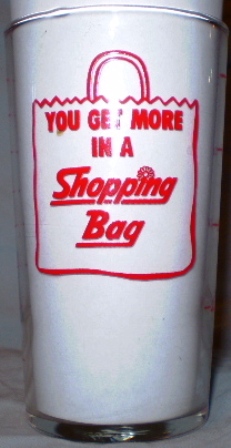 YOU GET MORE
IN A
Shopping
Bag